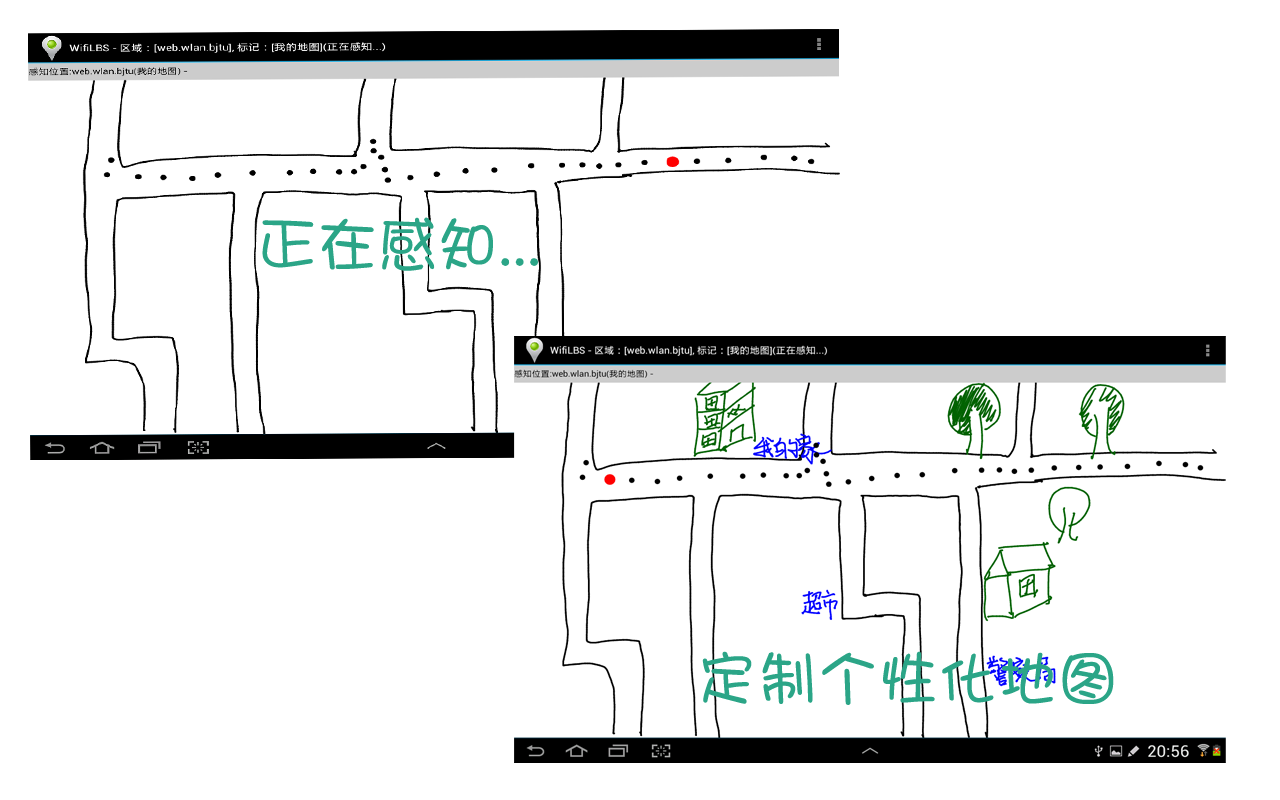 WifiLBS - 区域：[web.wlan.bjtu], 标记：[我的地图](正在感知...)
感知位置:web.wlan.bjtu(我的地图) -
正在感知...
WifiLBS - 区域：[web.wlan.bjtu], 标记：[我的地图](正在感知...)
感知位置:web.wlan.bjtu(我的地图) -
我的家
超市
警察局
定制个性化地图
20:56